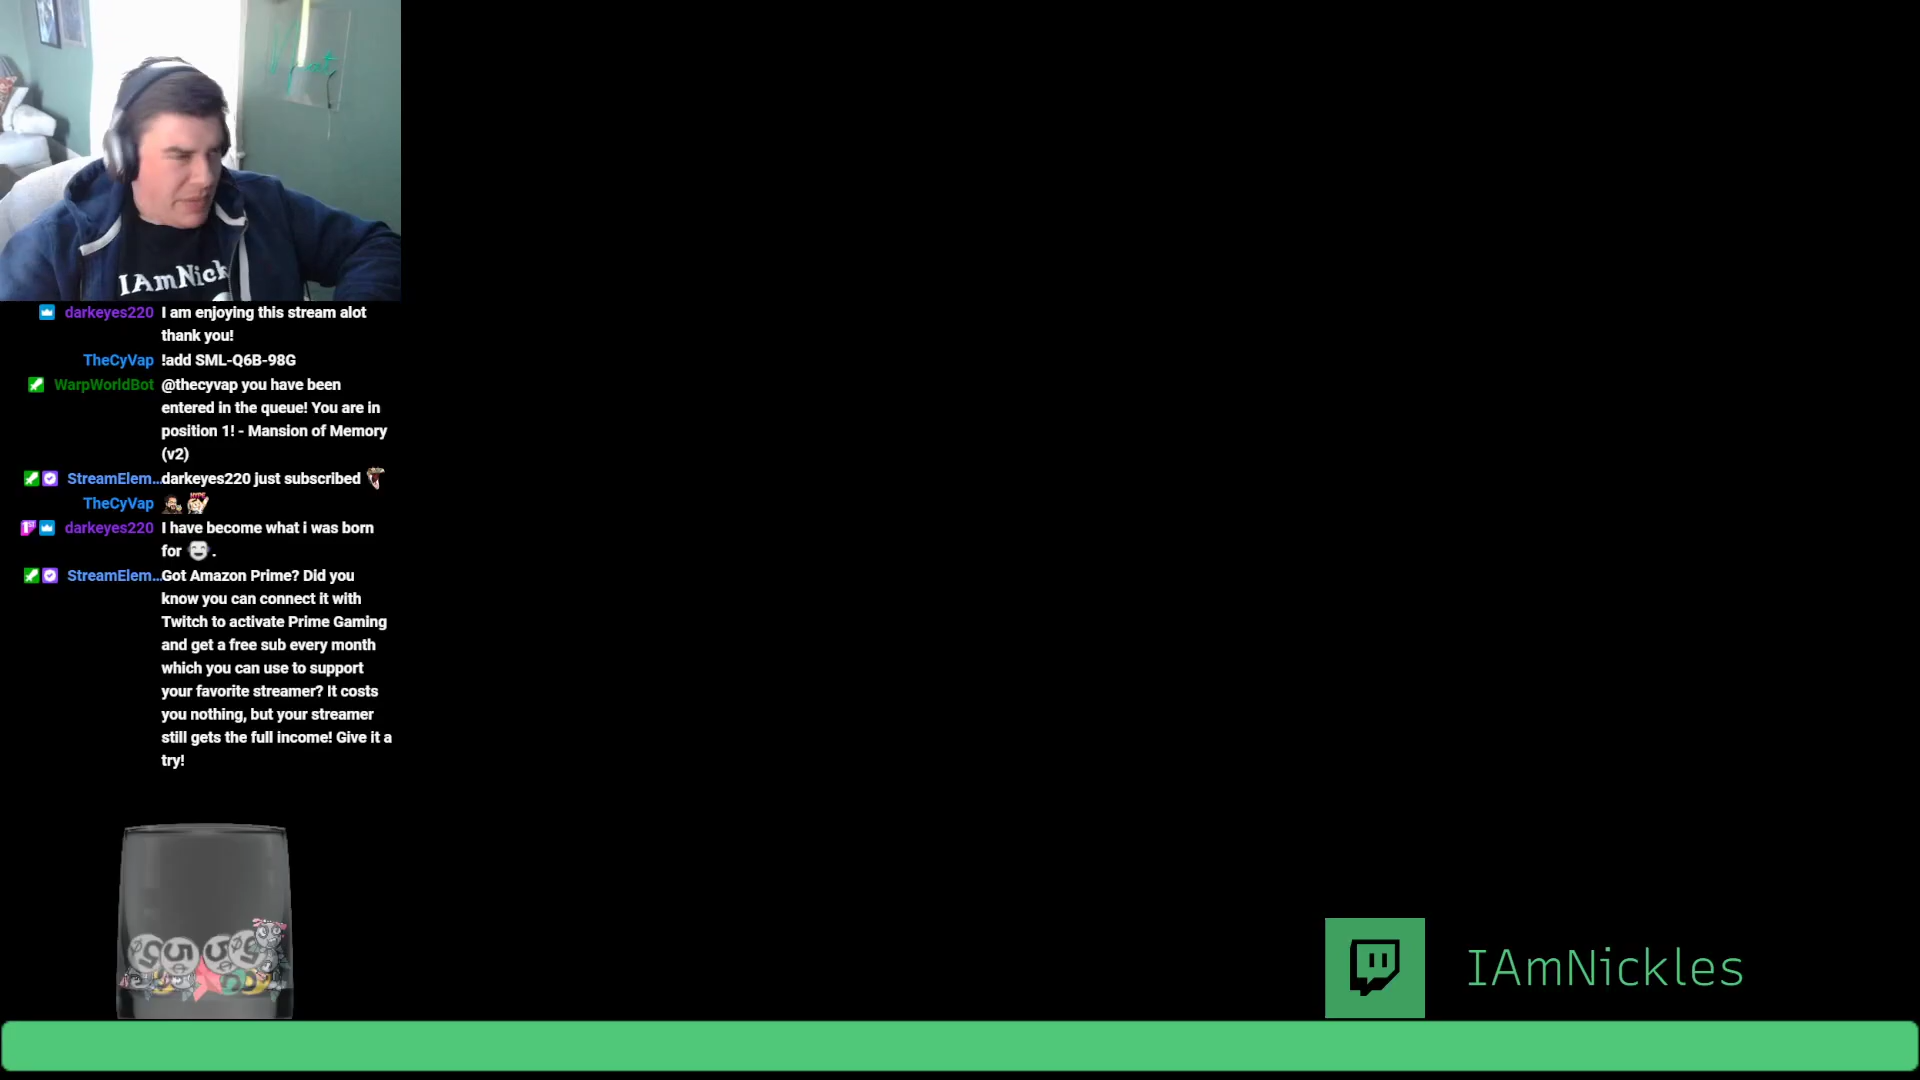 IAmNick
darkeyes220 I am enjoying this stream alot
thank you!
TheCyVap !add SML-Q6B-98G
WarpWorldBot @thecyvap you have been
entered in the queue! You are in
position 1! - Mansion of Memory
(v2)
StreamElem... darkeyes220 just subscribed
TheCyVap
darkeyes220 I have become what i was born
for .
StreamElem... Got Amazon Prime? Did you
know you can connect it with
Twitch to activate Prime Gaming
and get a free sub every month
which you can use to support
your favorite streamer? It costs
you nothing, but your streamer
still gets the full income! Give it a
try!
IAmNickles